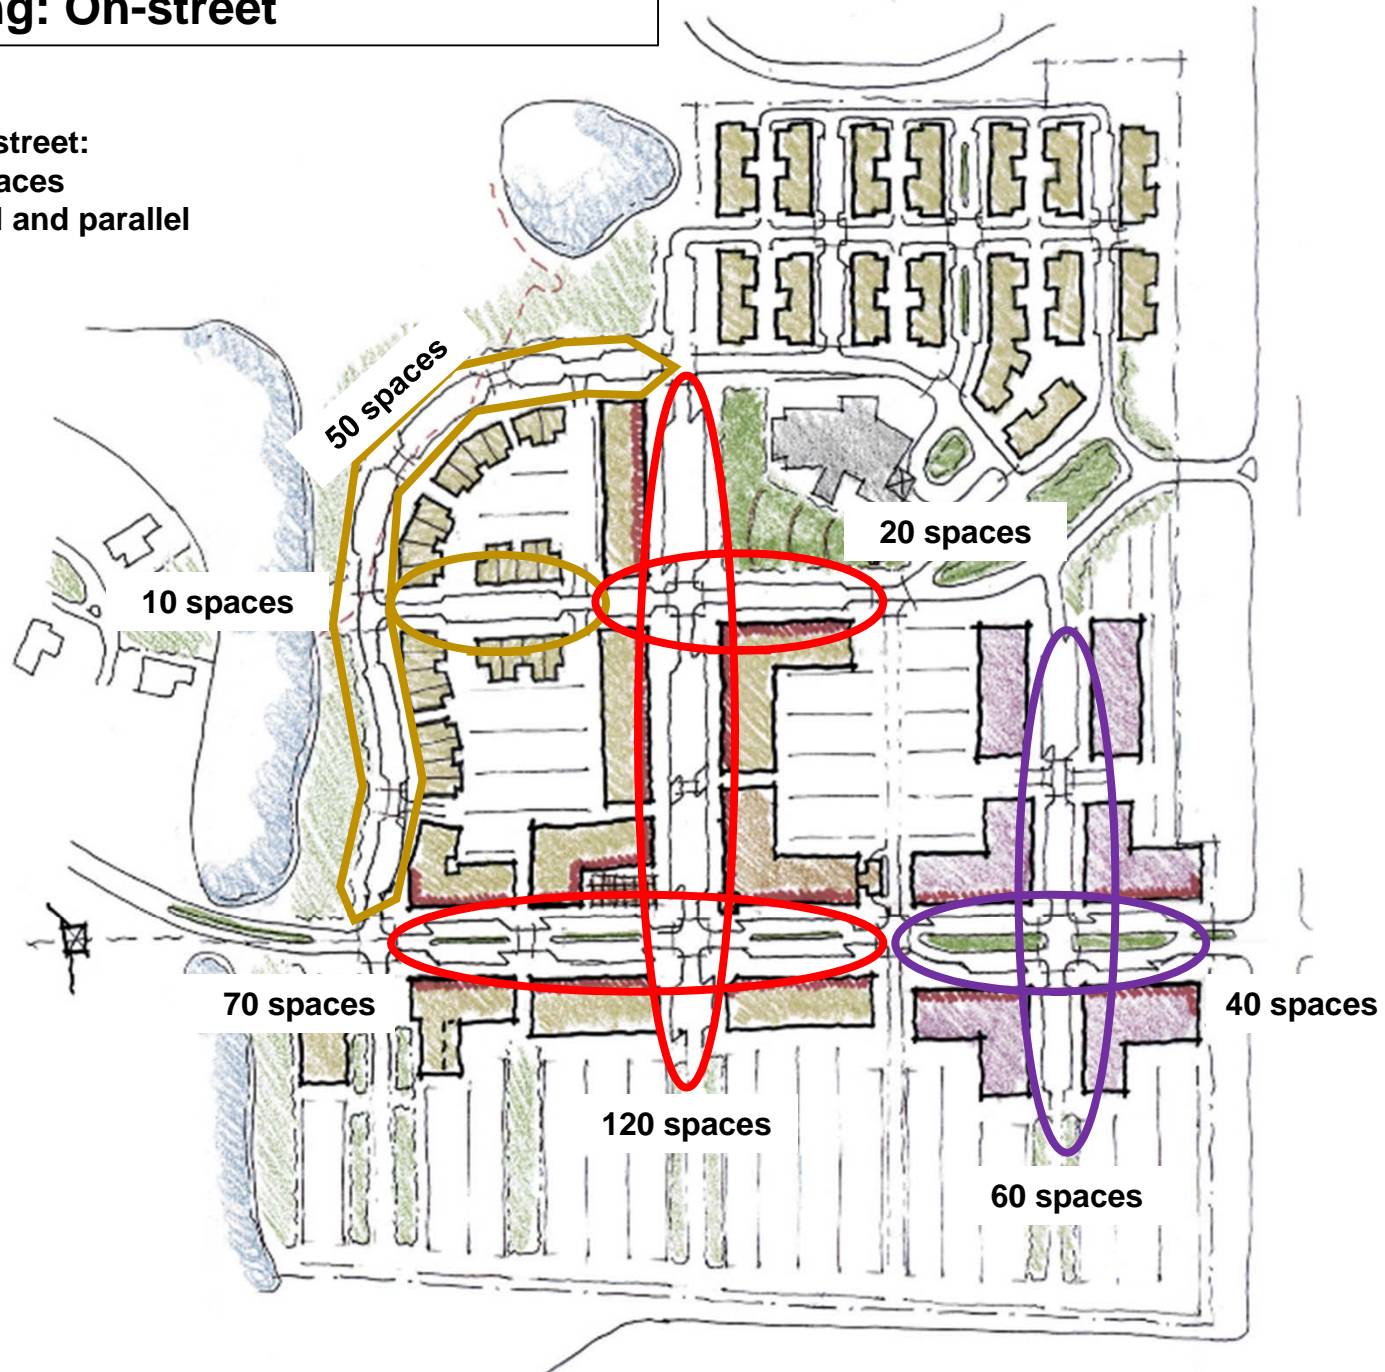 ng: On-street
street:
aces
l and parallel
50 spaces
20 spaces
10 spaces
70 spaces
40 spaces
120 spaces
60 spaces